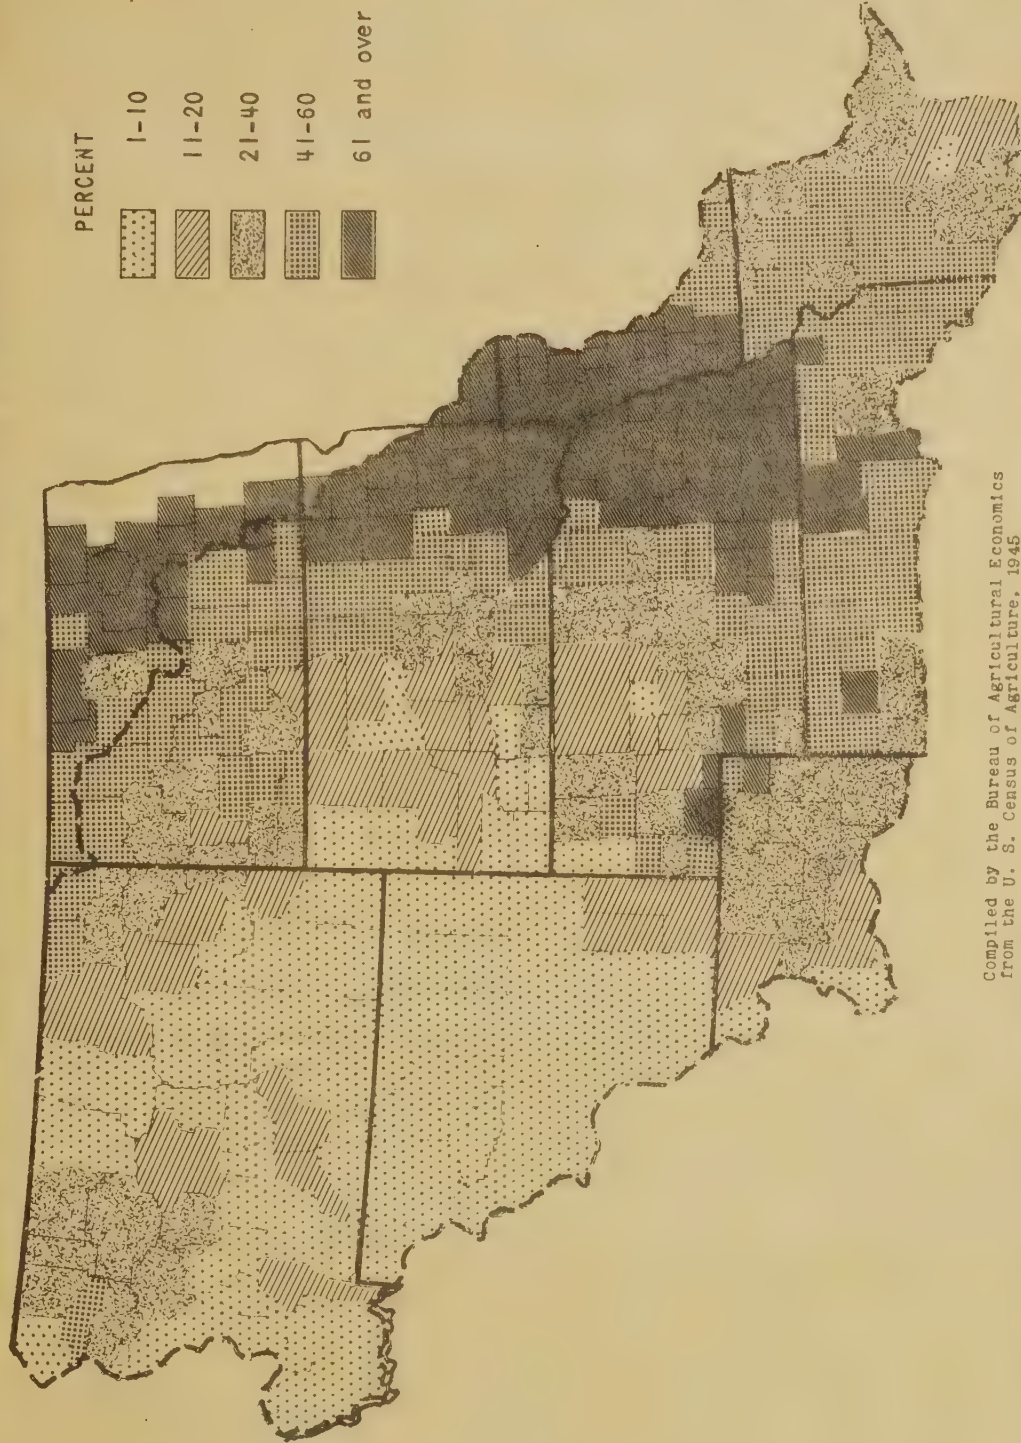 PERCENT
1-10
11-20
21-40
41-60
61 and over
Compiled by the Bureau of Agricultural Economics
from the U. S. Census of Agriculture, 1945